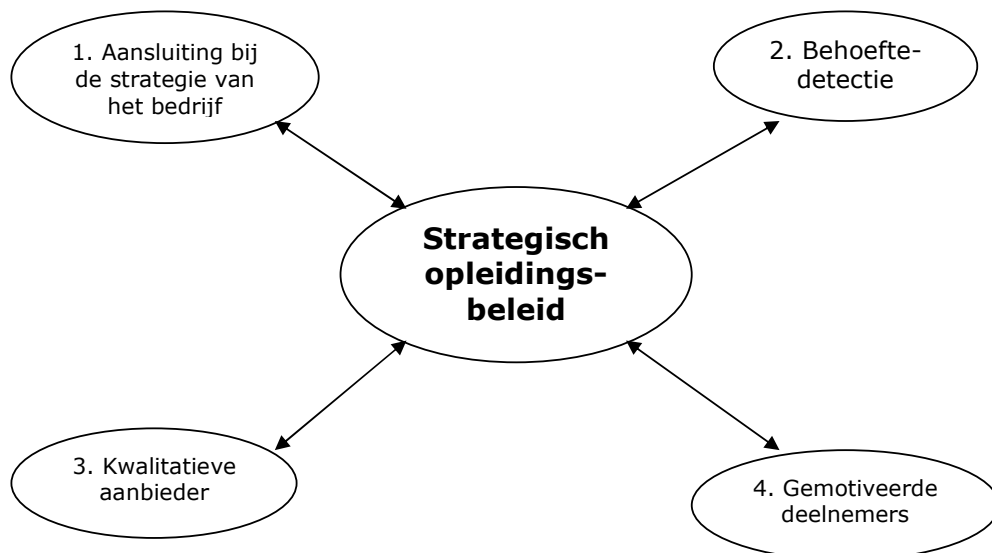 1. Aansluiting bij
de strategie van
het bedrijf
2. Behoefte-
detectie
Strategisch
opleidings-
beleid
3. Kwalitatieve
aanbieder
4. Gemotiveerde
deelnemers